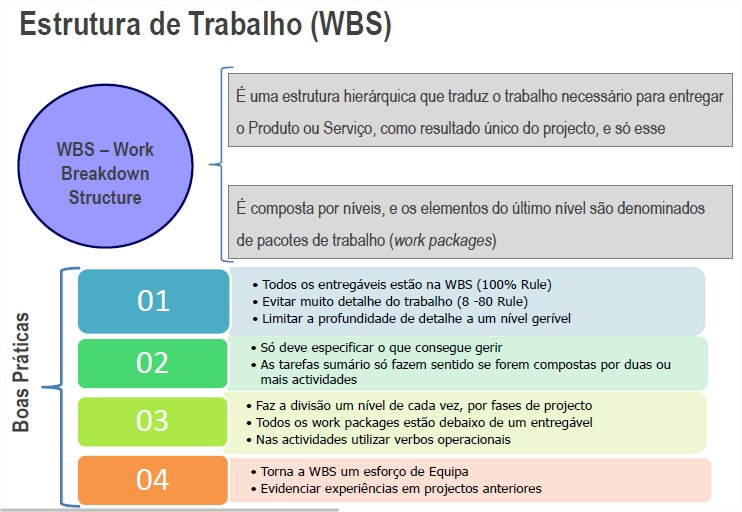 Estrutura de Trabalho (WBS)
WBS – Work
Breakdown
Structure
É uma estrutura hierárquica que traduz o trabalho necessário para entregar
o Produto ou Serviço, como resultado único do projecto, e só esse
É composta por níveis, e os elementos do último nível são denominados
de pacotes de trabalho (work packages)
Boas Práticas
01
• Todos os entregáveis estão na WBS (100% Rule)
• Evitar muito detalhe do trabalho (8 -80 Rule)
• Limitar a profundidade de detalhe a um nível gerível
02
• Só deve especificar o que consegue gerir
• As tarefas sumário só fazem sentido se forem compostas por duas ou
mais actividades
03
• Faz a divisão um nível de cada vez, por fases de projecto
• Todos os work packages estão debaixo de um entregável
• Nas actividades utilizar verbos operacionais
04
• Torna a WBS um esforço de Equipa
• Evidenciar experiências em projectos anteriores